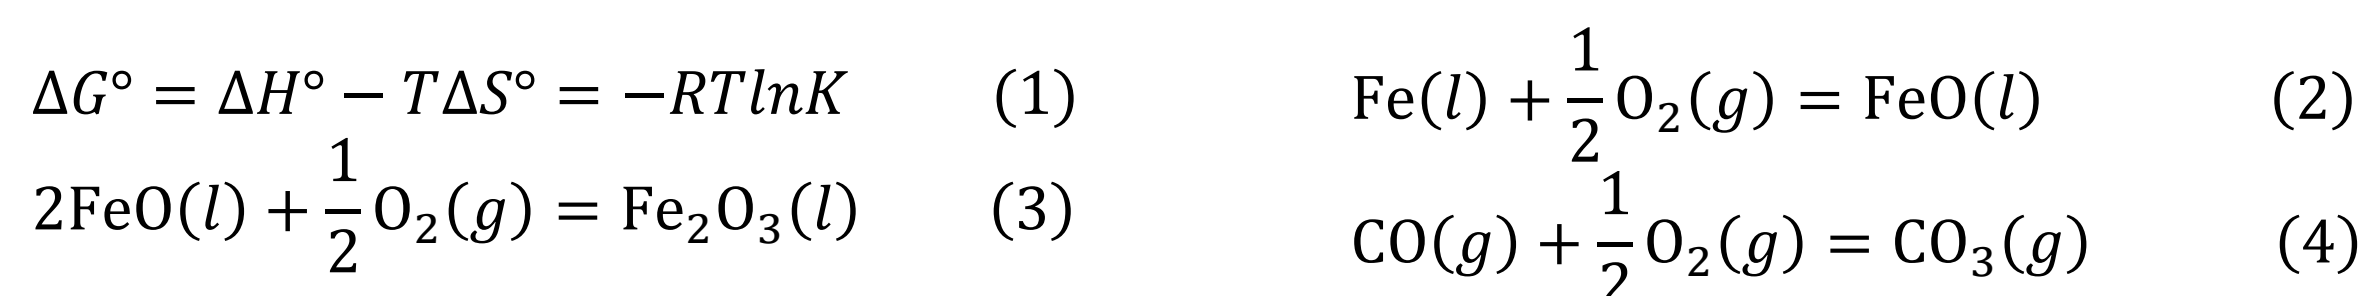 ΔG° = ΔH° − TΔS° = −RTlnK (1)
Fe(l) + 1/2 O₂(g) = FeO(l) (2)
2FeO(l) + 1/2 O₂(g) = Fe₂O₃(l) (3)
CO(g) + 1/2 O₂(g) = CO₃(g) (4)